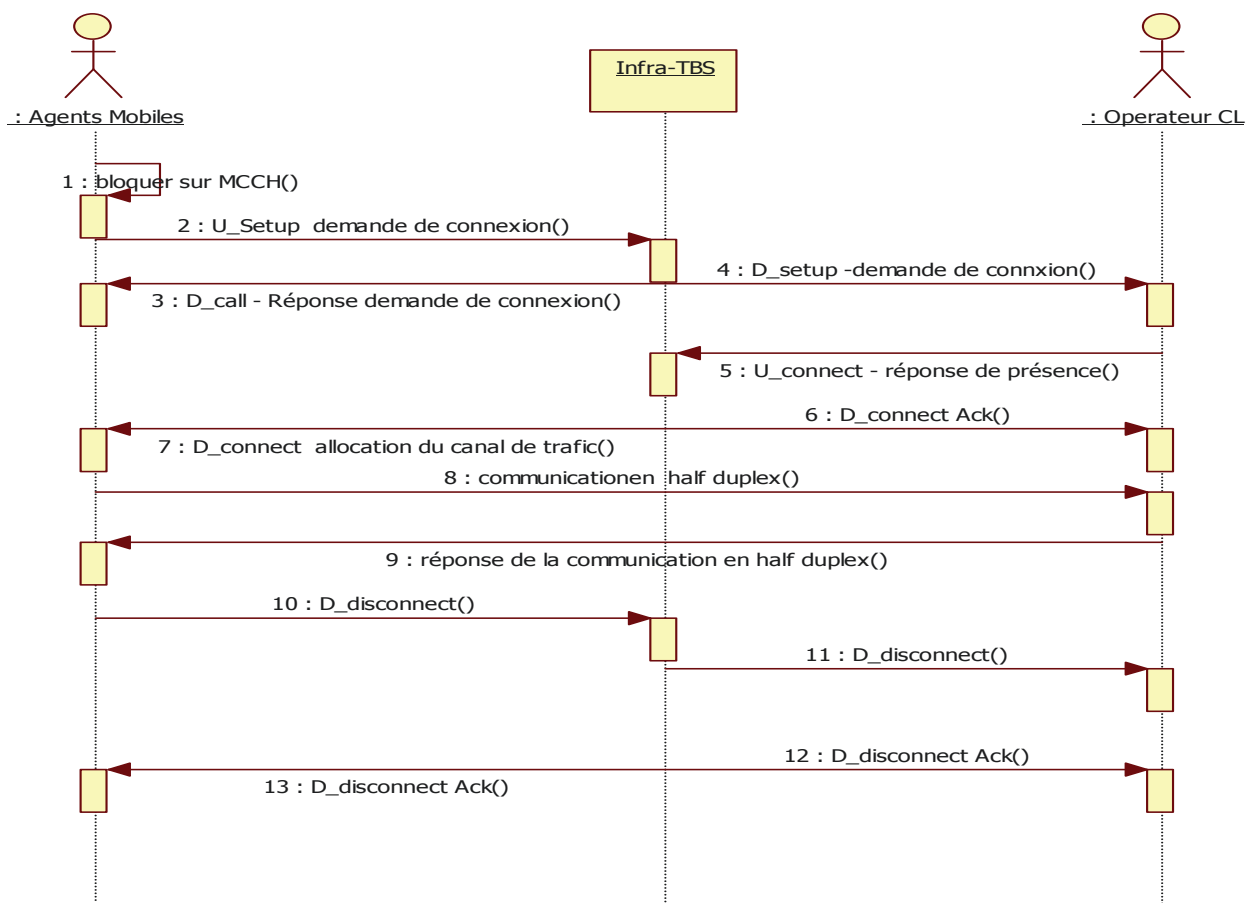 Infra-TBS
: Agents Mobiles
: Operateur CL
1 : bloquer sur MCCH()
2 : U_Setup demande de connexion()
4 : D_setup -demande de connxion()
3 : D_call - Réponse demande de connexion()
5 : U_connect - réponse de présence()
6 : D_connect Ack()
7 : D_connect allocation du canal de trafic()
8 : communicationen half duplex()
9 : réponse de la communication en half duplex()
10 : D_disconnect()
11 : D_disconnect()
12 : D_disconnect Ack()
13 : D_disconnect Ack()